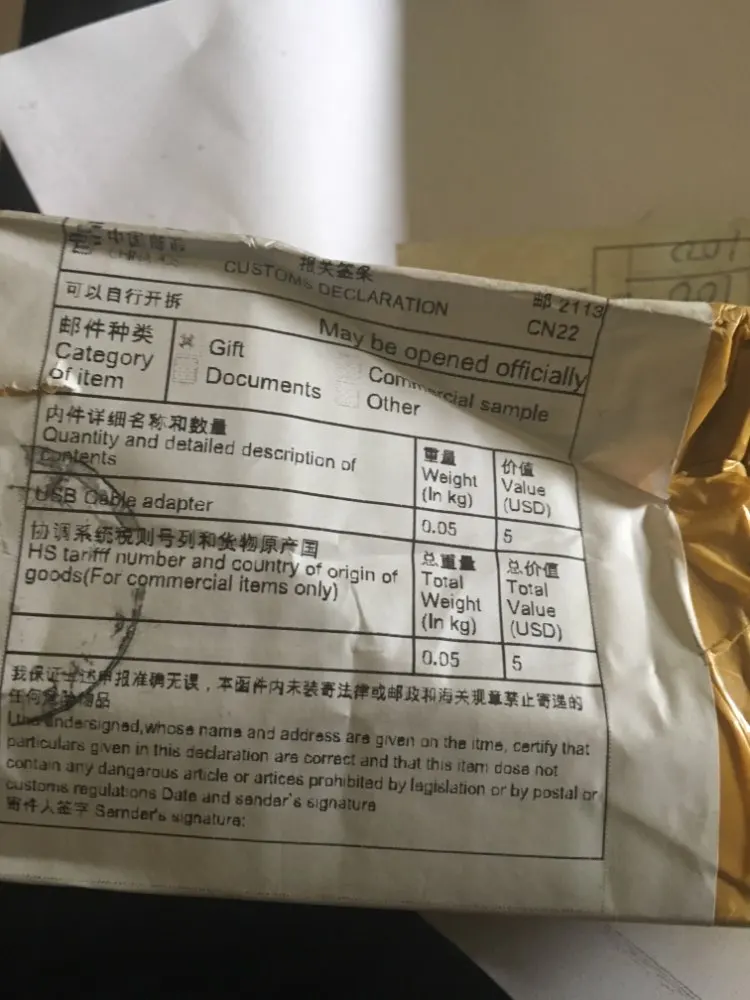 中国邮政
CHINA POST
报关签条
CUSTOMS DECLARATION
邮 2113
CN22
可以自行开拆
May be opened officially
邮件种类
Category
of item
Gift
Documents
Commercial sample
Other
内件详细名称和数量
Quantity and detailed description of
contents
重量
Weight
(In kg)
价值
Value
(USD)
USB Cable adapter
0.05
5
协调系统税则号列和货物原产国
HS tarifff number and country of origin of
goods(For commercial items only)
总重量
Total
Weight
(In kg)
总价值
Total
Value
(USD)
0.05
5
我保证上述申报准确无误，本函件内未装寄法律或邮政和海关规章禁止寄递的
任何危险物品
I,the undersigned,whose name and address are given on the itme, certify that
particulars given in this declaration are correct and that this item dose not
contain any dangerous article or artices prohibited by legislation or by postal or
customs regulations Date and sender's signature
寄件人签字 Sernder's signature: